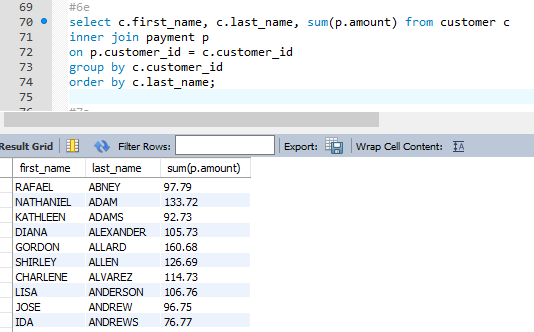 69 #6e
70 select c.first_name, c.last_name, sum(p.amount) from customer c
71 inner join payment p
72 on p.customer_id = c.customer_id
73 group by c.customer_id
74 order by c.last_name;
75
Result Grid Filter Rows: Export: Wrap Cell Content: IA
first_name last_name sum(p.amount)
RAFAEL ABNEY 97.79
NATHANIEL ADAM 133.72
KATHLEEN ADAMS 92.73
DIANA ALEXANDER 105.73
GORDON ALLARD 160.68
SHIRLEY ALLEN 126.69
CHARLENE ALVAREZ 114.73
LISA ANDERSON 106.76
JOSE ANDREW 96.75
IDA ANDREWS 76.77